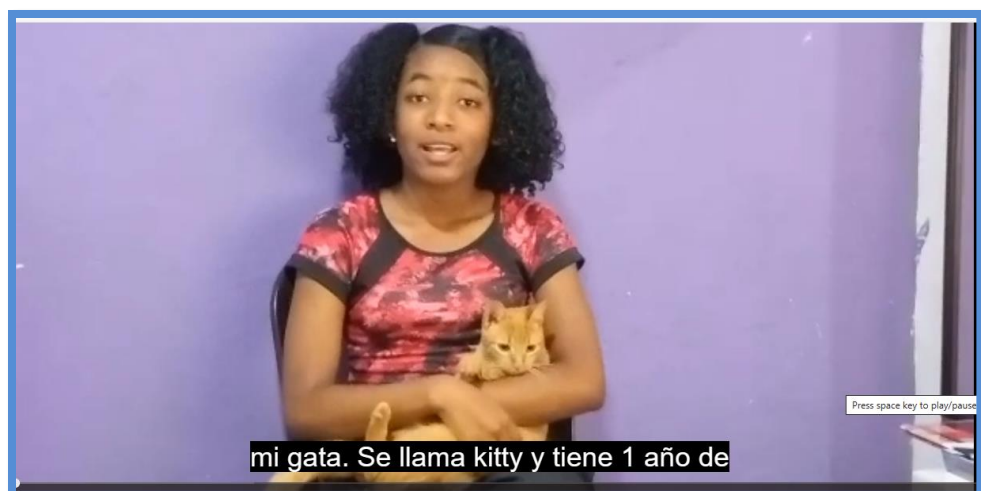 Press space key to play/pause
mi gata. Se llama kitty y tiene 1 año de